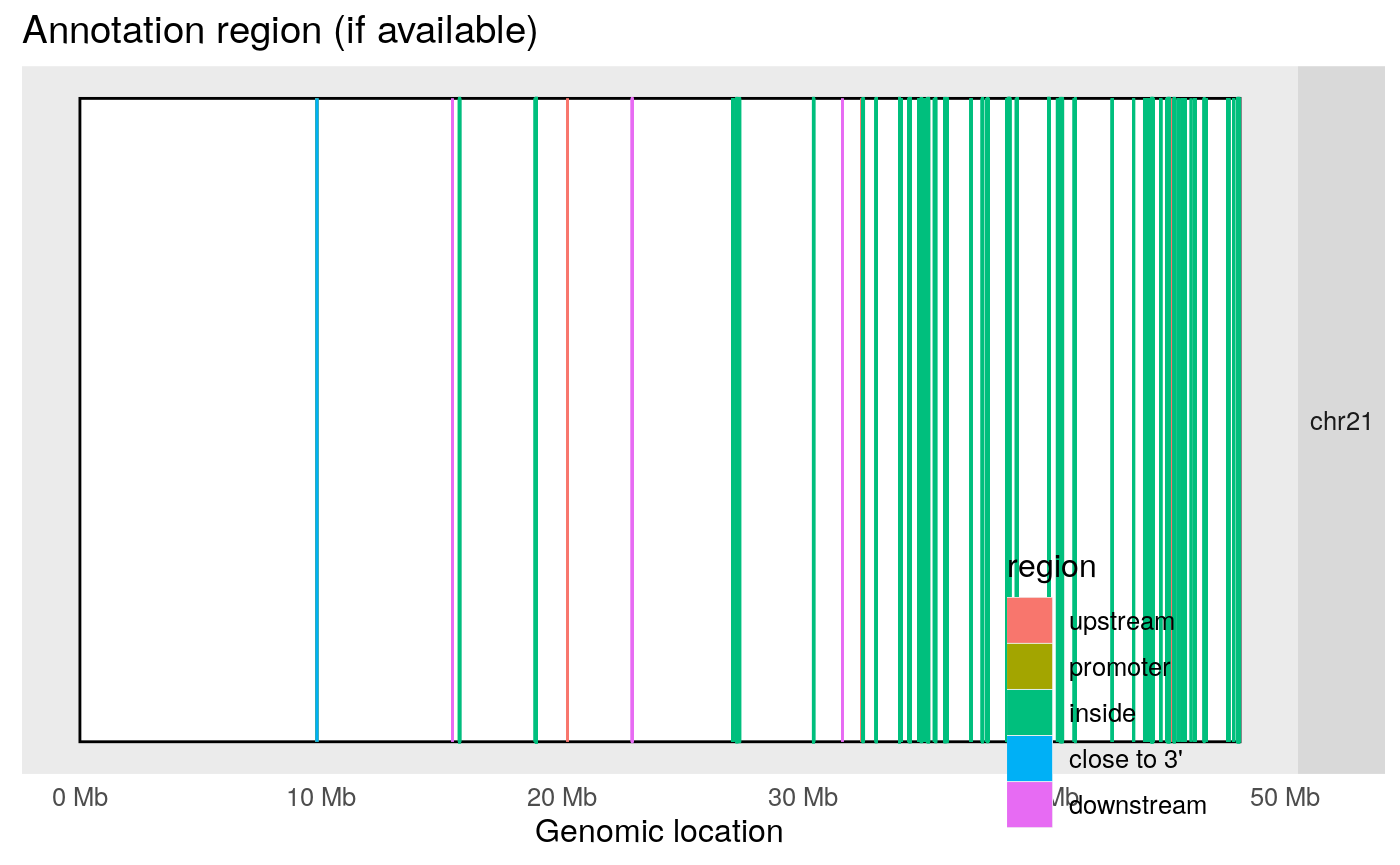 Annotation region (if available)
chr21
region
upstream
promoter
inside
close to 3'
downstream
0 Mb 10 Mb 20 Mb 30 Mb Mb 50 Mb
Genomic location